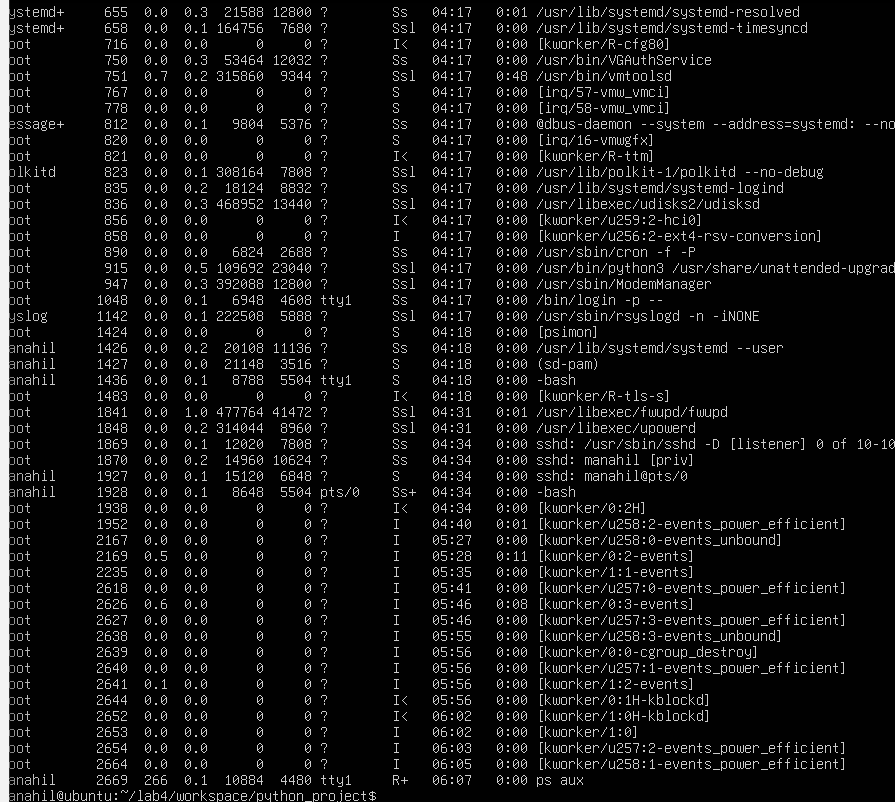 ystemd+ 655 0.0 0.3 21588 12800 ? Ss 04:17 0:01 /usr/lib/systemd/systemd-resolved
ystemd+ 658 0.0 0.1 164756 7680 ? Ssl 04:17 0:00 /usr/lib/systemd/systemd-timesyncd
oot 716 0.0 0.0 0 0 ? I< 04:17 0:00 [kworker/R-cfg80]
oot 750 0.0 0.3 53464 12032 ? Ss 04:17 0:00 /usr/bin/VGAuthService
oot 751 0.7 0.2 315860 9344 ? Ssl 04:17 0:48 /usr/bin/vmtoolsd
oot 767 0.0 0.0 0 0 ? S 04:17 0:00 [irq/57-vmw_vmci]
oot 778 0.0 0.0 0 0 ? S 04:17 0:00 [irq/58-vmw_vmci]
essage+ 812 0.0 0.1 9804 5376 ? Ss 04:17 0:00 @dbus-daemon --system --address=systemd: --no
oot 820 0.0 0.0 0 0 ? S 04:17 0:00 [irq/16-vmwgfx]
oot 821 0.0 0.0 0 0 ? I< 04:17 0:00 [kworker/R-ttm]
olkitd 823 0.0 0.1 308164 7808 ? Ssl 04:17 0:00 /usr/lib/polkit-1/polkitd --no-debug
oot 835 0.0 0.2 18124 8832 ? Ss 04:17 0:00 /usr/lib/systemd/systemd-logind
oot 836 0.0 0.3 468952 13440 ? Ssl 04:17 0:00 /usr/libexec/udisks2/udisksd
oot 856 0.0 0.0 0 0 ? I< 04:17 0:00 [kworker/u259:2-hci0]
oot 858 0.0 0.0 0 0 ? I 04:17 0:00 [kworker/u256:2-ext4-rsv-conversion]
oot 890 0.0 0.0 6824 2688 ? Ss 04:17 0:00 /usr/sbin/cron -f -P
oot 915 0.0 0.5 109692 23040 ? Ssl 04:17 0:00 /usr/bin/python3 /usr/share/unattended-upgrad
oot 947 0.0 0.3 392088 12800 ? Ssl 04:17 0:00 /usr/sbin/ModemManager
oot 1048 0.0 0.1 6948 4608 tty1 Ss 04:17 0:00 /bin/login -p --
yslog 1142 0.0 0.1 222508 5888 ? Ssl 04:17 0:00 /usr/sbin/rsyslogd -n -iNONE
oot 1424 0.0 0.0 0 0 ? S 04:18 0:00 [psimon]
anahil 1426 0.0 0.2 20108 11136 ? Ss 04:18 0:00 /usr/lib/systemd/systemd --user
anahil 1427 0.0 0.0 21148 3516 ? S 04:18 0:00 (sd-pam)
anahil 1436 0.0 0.1 8788 5504 tty1 S 04:18 0:00 -bash
oot 1483 0.0 0.0 0 0 ? I< 04:18 0:00 [kworker/R-tls-s]
oot 1841 0.0 1.0 477764 41472 ? Ssl 04:31 0:01 /usr/libexec/fwupd/fwupd
oot 1848 0.0 0.2 314044 8960 ? Ssl 04:31 0:00 /usr/libexec/upowerd
oot 1869 0.0 0.1 12020 7808 ? Ss 04:34 0:00 sshd: /usr/sbin/sshd -D [listener] 0 of 10-10
oot 1870 0.0 0.2 14960 10624 ? Ss 04:34 0:00 sshd: manahil [priv]
anahil 1927 0.0 0.1 15120 6848 ? S 04:34 0:00 sshd: manahil@pts/0
anahil 1928 0.0 0.1 8648 5504 pts/0 Ss+ 04:34 0:00 -bash
oot 1938 0.0 0.0 0 0 ? I< 04:34 0:00 [kworker/0:2H]
oot 1952 0.0 0.0 0 0 ? I 04:40 0:01 [kworker/u258:2-events_power_efficient]
oot 2167 0.0 0.0 0 0 ? I 05:27 0:00 [kworker/u258:0-events_unbound]
oot 2169 0.5 0.0 0 0 ? I 05:28 0:11 [kworker/0:2-events]
oot 2235 0.0 0.0 0 0 ? I 05:35 0:00 [kworker/1:1-events]
oot 2618 0.0 0.0 0 0 ? I 05:41 0:00 [kworker/u257:0-events_power_efficient]
oot 2626 0.6 0.0 0 0 ? I 05:46 0:08 [kworker/0:3-events]
oot 2627 0.0 0.0 0 0 ? I 05:46 0:00 [kworker/u257:3-events_power_efficient]
oot 2638 0.0 0.0 0 0 ? I 05:55 0:00 [kworker/u258:3-events_unbound]
oot 2639 0.0 0.0 0 0 ? I 05:56 0:00 [kworker/0:0-cgroup_destroy]
oot 2640 0.0 0.0 0 0 ? I 05:56 0:00 [kworker/u257:1-events_power_efficient]
oot 2641 0.1 0.0 0 0 ? I 05:56 0:00 [kworker/1:2-events]
oot 2644 0.0 0.0 0 0 ? I< 05:56 0:00 [kworker/0:1H-kblockd]
oot 2652 0.0 0.0 0 0 ? I< 06:02 0:00 [kworker/1:0H-kblockd]
oot 2653 0.0 0.0 0 0 ? I 06:02 0:00 [kworker/1:0]
oot 2654 0.0 0.0 0 0 ? I 06:03 0:00 [kworker/u257:2-events_power_efficient]
oot 2664 0.0 0.0 0 0 ? I 06:05 0:00 [kworker/u258:1-events_power_efficient]
anahil 2669 266 0.1 10884 4480 tty1 R+ 06:07 0:00 ps aux
anahil@ubuntu:~/lab4/workspace/python_project$